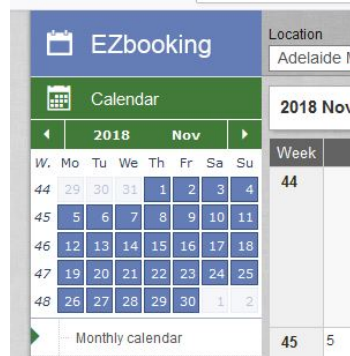 EZbooking
Location
Adelaide
Calendar
2018 Nov
2018 Nov
W. Mo Tu We Th Fr Sa Su
Week
44 29 30 31 1 2 3 4
44
45 5 6 7 8 9 10 11
46 12 13 14 15 16 17 18
47 19 20 21 22 23 24 25
48 26 27 28 29 30 1 2
Monthly calendar
45 5